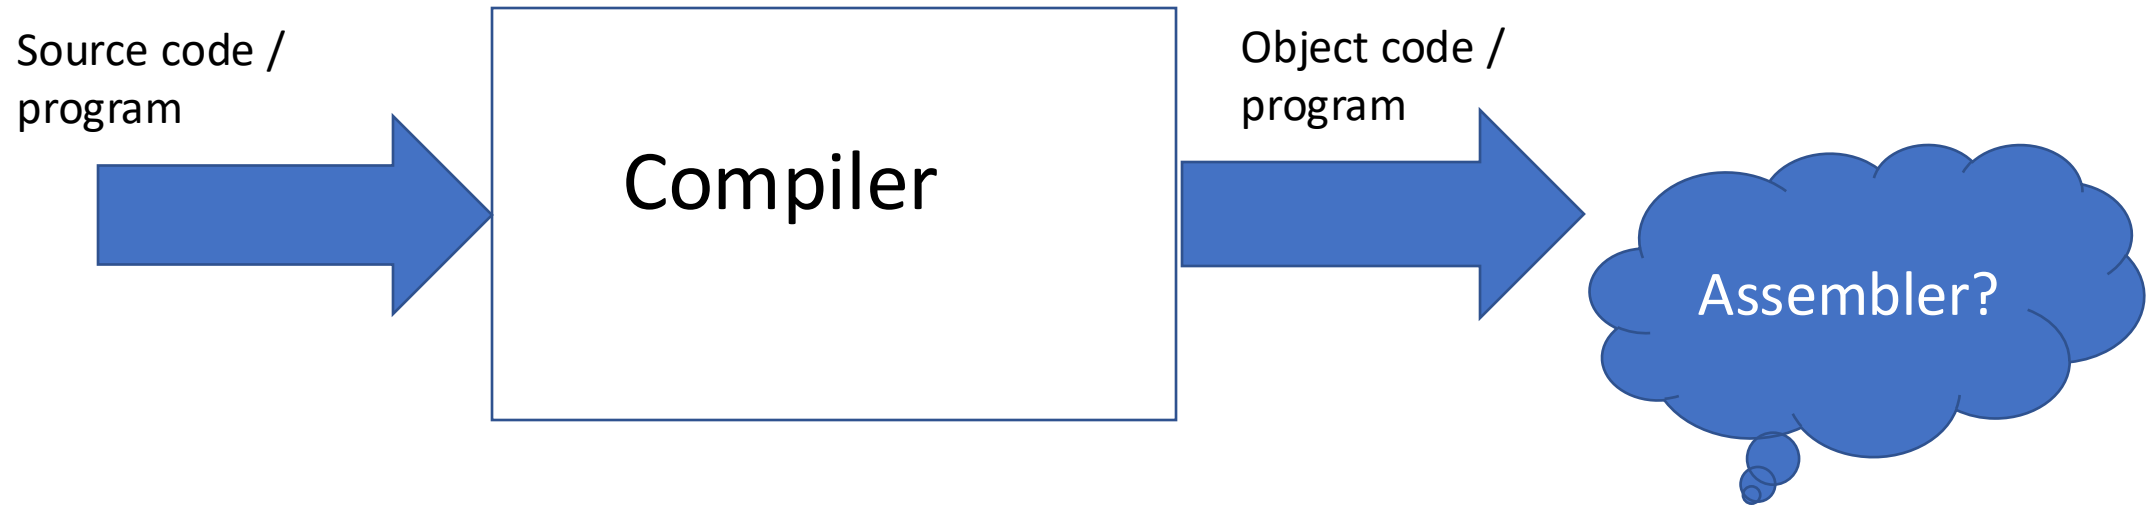 Source code /
program
Compiler
Object code /
program
Assembler?